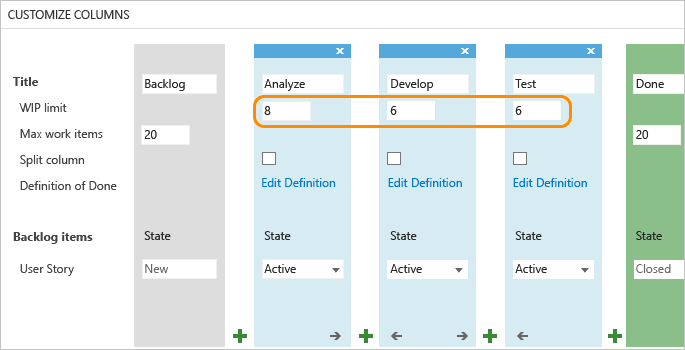 CUSTOMIZE COLUMNS
Title Backlog Analyze Develop Test Done
WIP limit 8 6 6
Max work items 20 20
Split column
Definition of Done Edit Definition Edit Definition Edit Definition
Backlog items State State State State State
User Story New Active Active Active Closed